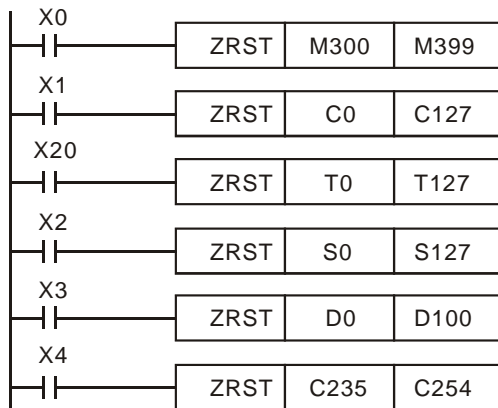 X0
ZRST M300 M399
X1
ZRST C0 C127
X20
ZRST T0 T127
X2
ZRST S0 S127
X3
ZRST D0 D100
X4
ZRST C235 C254